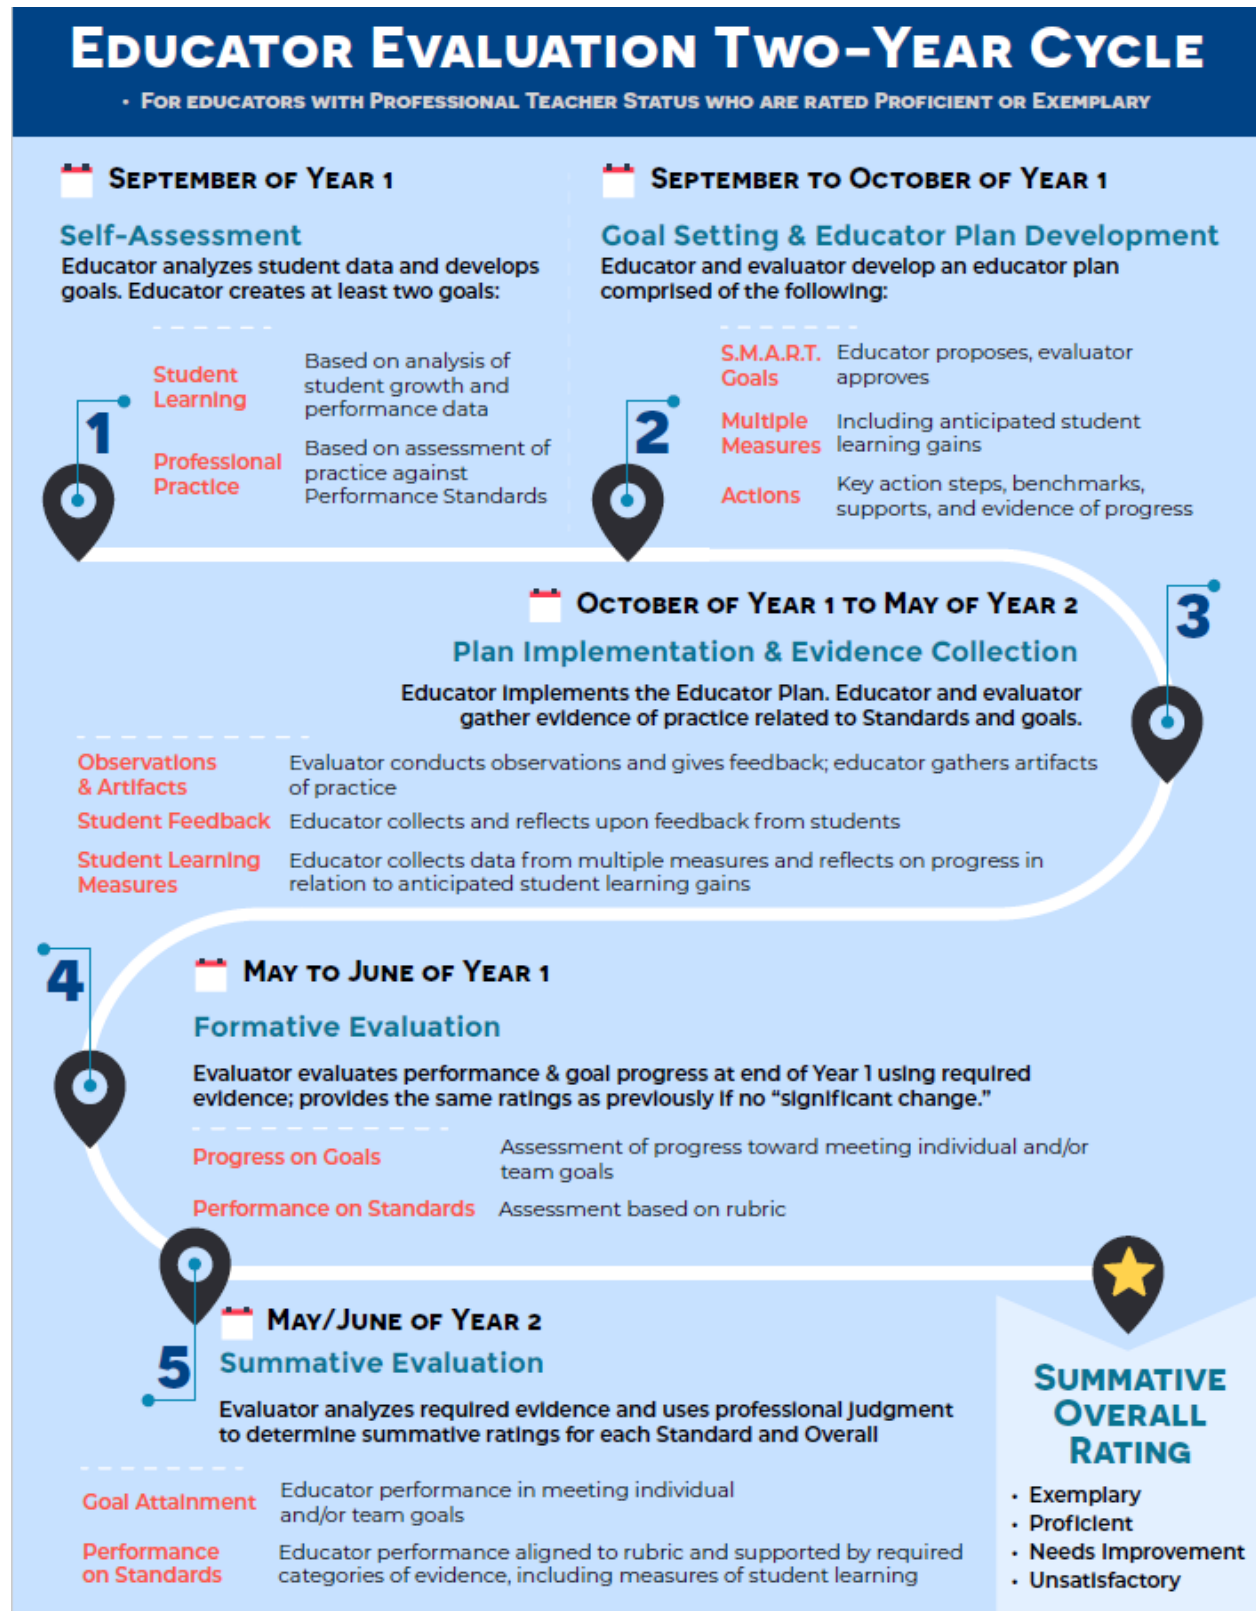 EDUCATOR EVALUATION TWO-YEAR CYCLE
• FOR EDUCATORS WITH PROFESSIONAL TEACHER STATUS WHO ARE RATED PROFICIENT OR EXEMPLARY
SEPTEMBER OF YEAR 1
Self-Assessment
Educator analyzes student data and develops
goals. Educator creates at least two goals:
Student
Learning
Based on analysis of
student growth and
performance data
1
Professional
Practice
Based on assessment of
practice against
Performance Standards
SEPTEMBER TO OCTOBER OF YEAR 1
Goal Setting & Educator Plan Development
Educator and evaluator develop an educator plan
comprised of the following:
S.M.A.R.T.
Goals
Educator proposes, evaluator
approves
2
Multiple
Measures
Including anticipated student
learning gains
Actions
Key action steps, benchmarks,
supports, and evidence of progress
OCTOBER OF YEAR 1 TO MAY OF YEAR 2
3
Plan Implementation & Evidence Collection
Educator implements the Educator Plan. Educator and evaluator
gather evidence of practice related to Standards and goals.
Observations
& Artifacts
Evaluator conducts observations and gives feedback; educator gathers artifacts
of practice
Student Feedback
Educator collects and reflects upon feedback from students
Student Learning
Measures
Educator collects data from multiple measures and reflects on progress in
relation to anticipated student learning gains
4
MAY TO JUNE OF YEAR 1
Formative Evaluation
Evaluator evaluates performance & goal progress at end of Year 1 using required
evidence; provides the same ratings as previously if no “significant change.”
Progress on Goals
Assessment of progress toward meeting individual and/or
team goals
Performance on Standards
Assessment based on rubric
MAY/JUNE OF YEAR 2
5
Summative Evaluation
Evaluator analyzes required evidence and uses professional judgment
to determine summative ratings for each Standard and Overall
Goal Attainment
Educator performance in meeting individual
and/or team goals
Performance
on Standards
Educator performance aligned to rubric and supported by required
categories of evidence, including measures of student learning
SUMMATIVE
OVERALL
RATING
• Exemplary
• Proficient
• Needs Improvement
• Unsatisfactory